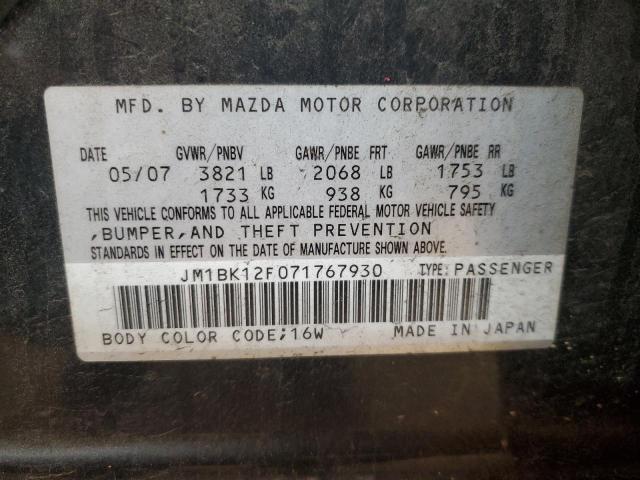 MFD. BY MAZDA MOTOR CORPORATION
DATE GVWR/PNBV GAWR/PNBE FRT GAWR/PNBE RR
05/07 3821 LB 2068 LB 1753 LB
1733 KG 938 KG 795 KG
THIS VEHICLE CONFORMS TO ALL APPLICABLE FEDERAL MOTOR VEHICLE SAFETY
,BUMPER,AND THEFT PREVENTION
STANDARDS IN EFFECT ON THE DATE OF MANUFACTURE SHOWN ABOVE.
JM1BK12F071767930 TYPE: PASSENGER
BODY COLOR CODE;16W MADE IN JAPAN